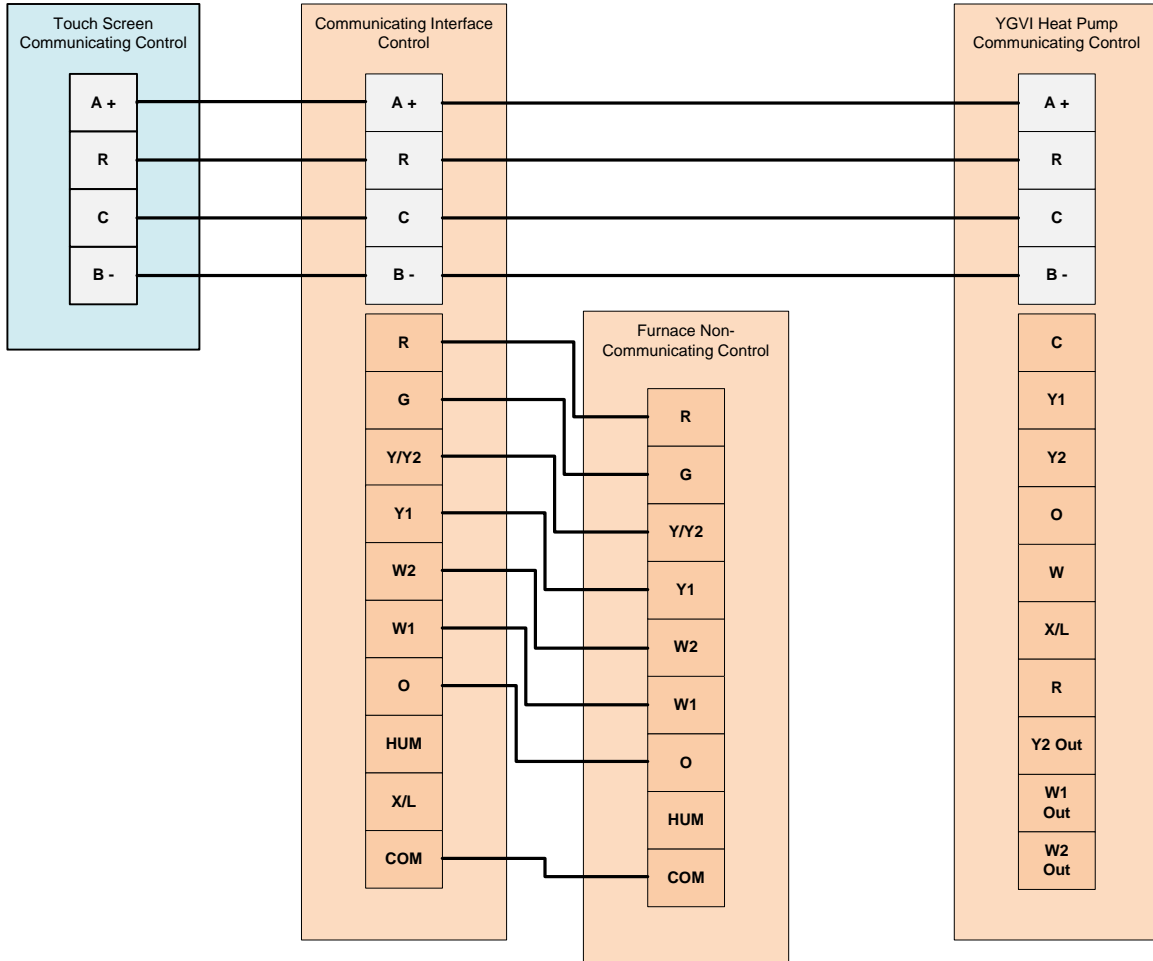 Touch Screen
Communicating Control
A +
R
C
B -
Communicating Interface
Control
A +
R
C
B -
R
G
Y/Y2
Y1
W2
W1
O
HUM
X/L
COM
Furnace Non-
Communicating Control
R
G
Y/Y2
Y1
W2
W1
O
HUM
COM
YGVI Heat Pump
Communicating Control
A +
R
C
B -
C
Y1
Y2
O
W
X/L
R
Y2 Out
W1
Out
W2
Out